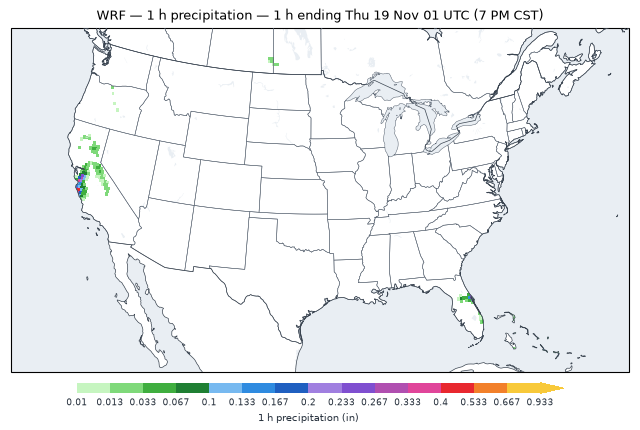 WRF — 1 h precipitation — 1 h ending Thu 19 Nov 01 UTC (7 PM CST)
0.01 0.013 0.033 0.067 0.1 0.133 0.167 0.2 0.233 0.267 0.333 0.4 0.533 0.667 0.933
1 h precipitation (in)